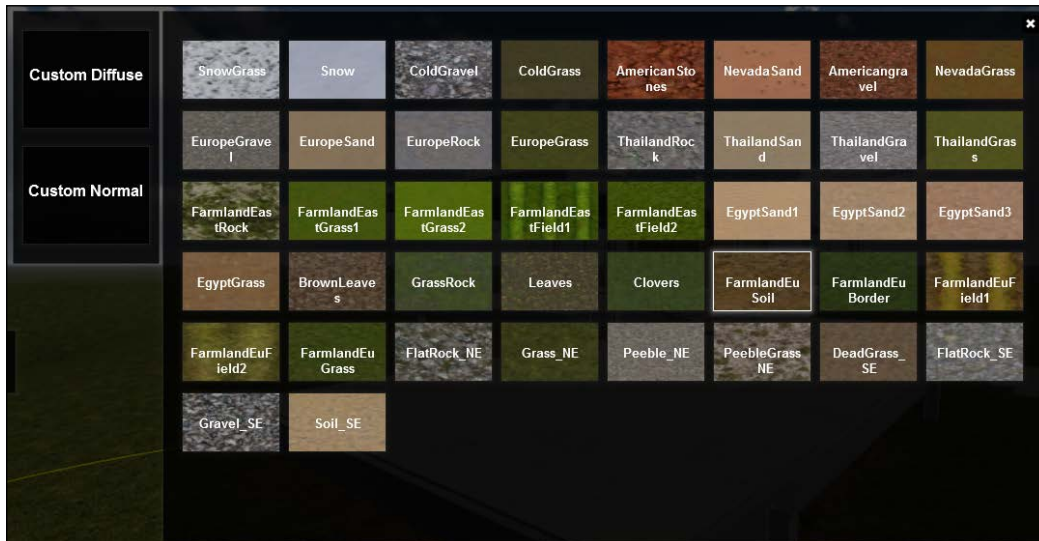 Custom Diffuse
Custom Normal
SnowGrass
Snow
ColdGravel
ColdGrass
AmericanSto
nes
NevadaSand
Americangra
vel
NevadaGrass
EuropeGrave
l
EuropeSand
EuropeRock
EuropeGrass
ThailandRoc
k
ThailandSan
d
ThailandGra
vel
ThailandGras
s
FarmlandEas
tRock
FarmlandEas
tGrass1
FarmlandEas
tGrass2
FarmlandEas
tField1
FarmlandEas
tField2
EgyptSand1
EgyptSand2
EgyptSand3
EgyptGrass
BrownLeave
s
GrassRock
Leaves
Clovers
FarmlandEu
Soil
FarmlandEu
Border
FarmlandEuF
ield1
FarmlandEuF
ield2
FarmlandEu
Grass
FlatRock_NE
Grass_NE
Peeble_NE
PeebleGrass
NE
DeadGrass_
SE
FlatRock_SE
Gravel_SE
Soil_SE